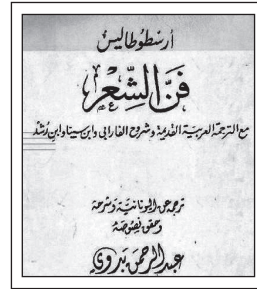 أرسطوطاليس
فن الشعر
مع الترجمة العربية القديمة وشروح الفارابي وابن سينا وابن رشد
ترجمه عن اليونانية وشرحه
وحقق نصوصه
عبد الرحمن بدوي